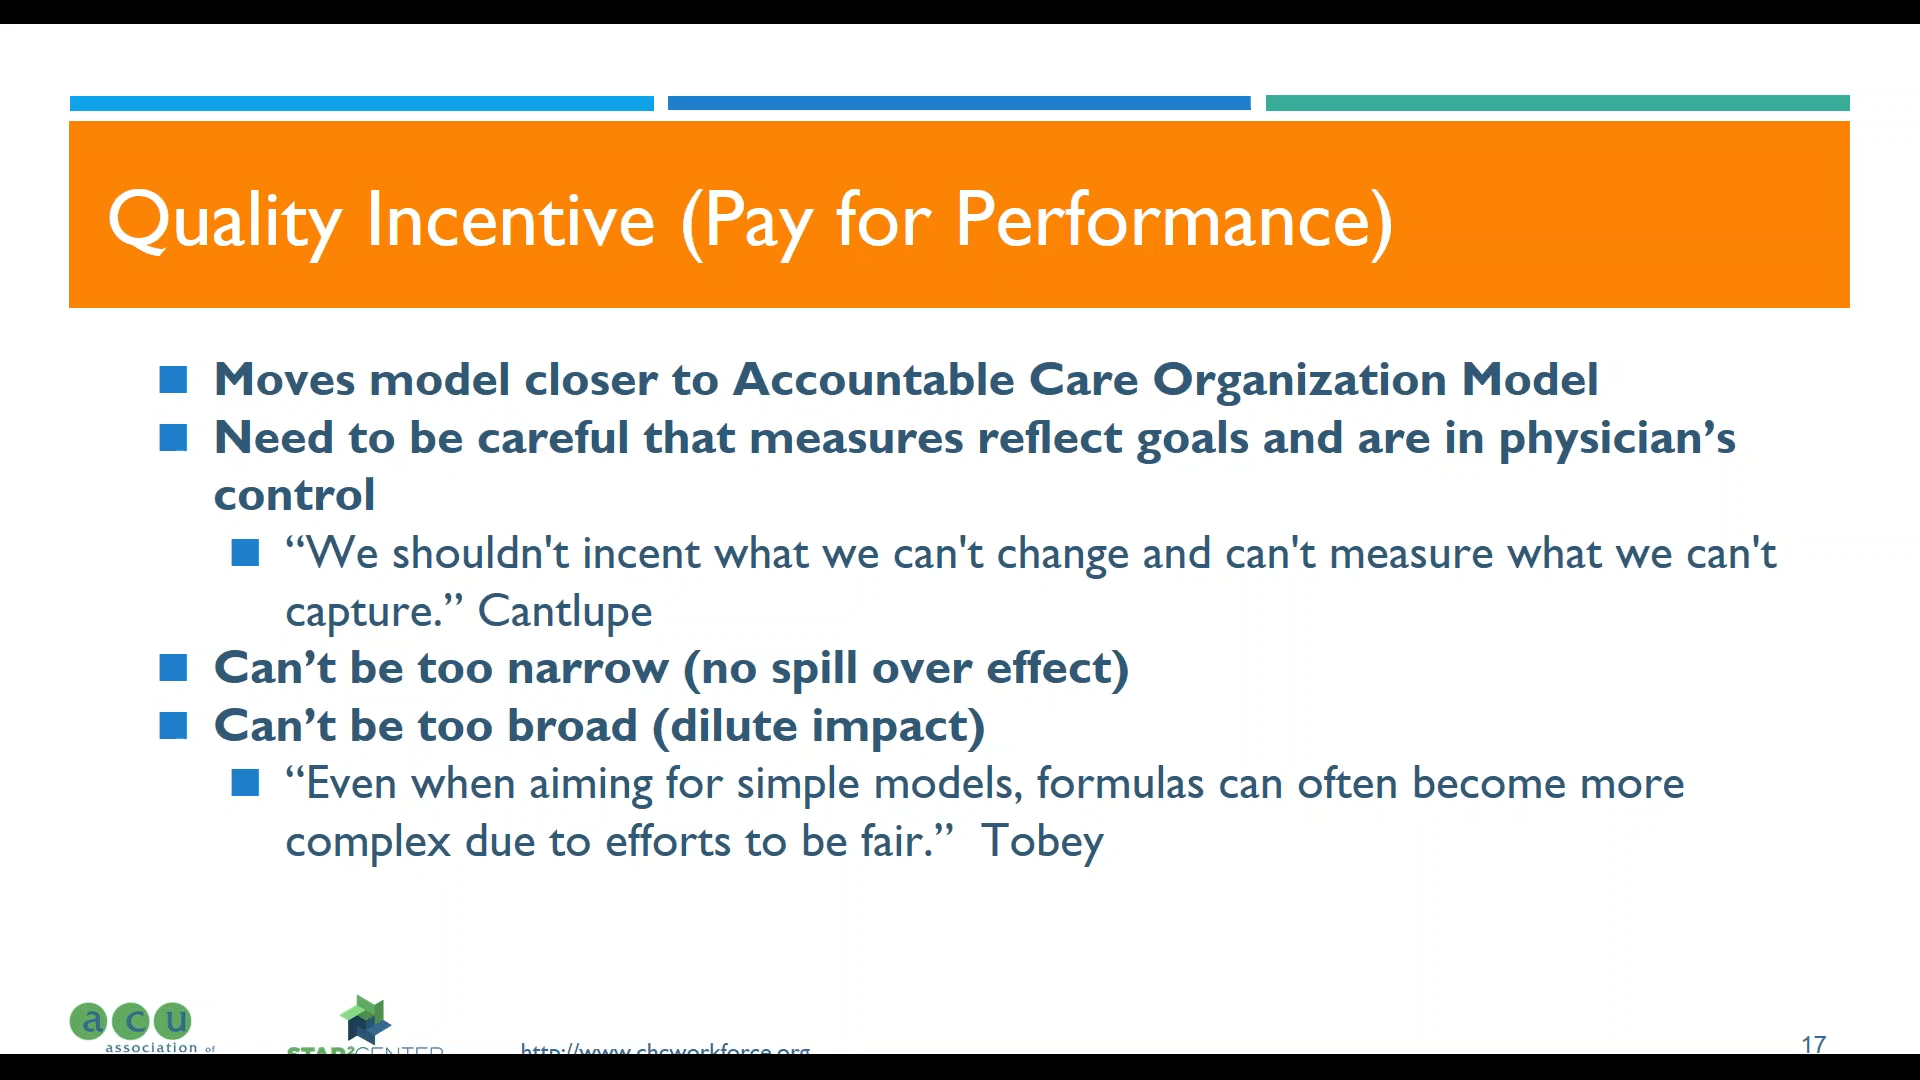 Quality Incentive (Pay for Performance)
Moves model closer to Accountable Care Organization Model
Need to be careful that measures reflect goals and are in physician’s
control
“We shouldn't incent what we can't change and can't measure what we can't
capture.” Cantlupe
Can’t be too narrow (no spill over effect)
Can’t be too broad (dilute impact)
“Even when aiming for simple models, formulas can often become more
complex due to efforts to be fair.”  Tobey
acu
association of
STAR²CENTER
http://www.chcworkforce.org
17